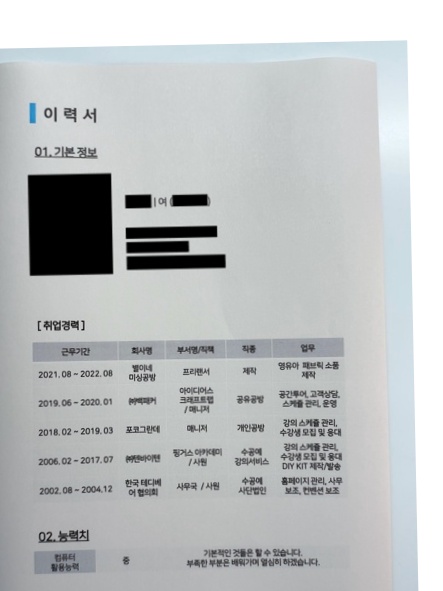 이 력 서
01. 기본 정보
| 여 ( )
[ 취업경력 ]
근무기간 회사명 부서명/직책 직종 업무
2021. 08 ~ 2022. 08 별이네 미싱공방 프리랜서 제작 영유아 패브릭 소품 제작
2019. 06 ~ 2020. 01 ㈜백패커 아이디어스 크래프트랩 / 매니저 공유공방 공간투어, 고객상담, 스케쥴 관리, 운영
2018. 02 ~ 2019. 03 포코그란데 매니저 개인공방 강의 스케쥴 관리, 수강생 모집 및 응대
2006. 02 ~ 2017. 07 ㈜텐바이텐 핑거스 아카데미 / 사원 수공예 강의서비스 강의 스케쥴 관리, 수강생 모집 및 응대 DIY KIT 제작/발송
2002. 08 ~ 2004. 12 한국 테디베어 협회 사무국 / 사원 수공예 사단법인 홈페이지 관리, 사무보조, 컨벤션 보조
02. 능력치
컴퓨터 활용능력 중 기본적인 것들은 할 수 있습니다.
부족한 부분은 배워가며 열심히 하겠습니다.